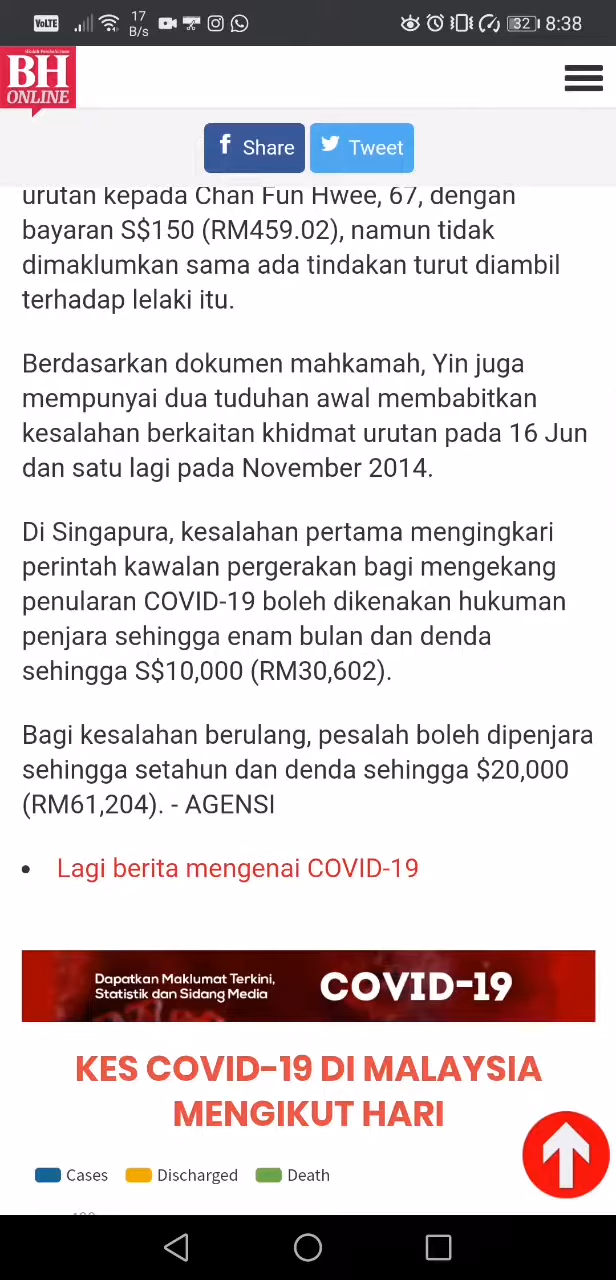 VoLTE 17 B/s 32 8:38
BH
ONLINE
Share Tweet
urutan kepada Chan Fun Hwee, 67, dengan
bayaran S$150 (RM459.02), namun tidak
dimaklumkan sama ada tindakan turut diambil
terhadap lelaki itu.
Berdasarkan dokumen mahkamah, Yin juga
mempunyai dua tuduhan awal membabitkan
kesalahan berkaitan khidmat urutan pada 16 Jun
dan satu lagi pada November 2014.
Di Singapura, kesalahan pertama mengingkari
perintah kawalan pergerakan bagi mengekang
penularan COVID-19 boleh dikenakan hukuman
penjara sehingga enam bulan dan denda
sehingga S$10,000 (RM30,602).
Bagi kesalahan berulang, pesalah boleh dipenjara
sehingga setahun dan denda sehingga $20,000
(RM61,204). - AGENSI
• Lagi berita mengenai COVID-19
Dapatkan Maklumat Terkini,
Statistik dan Sidang Media
COVID-19
KES COVID-19 DI MALAYSIA
MENGIKUT HARI
Cases Discharged Death